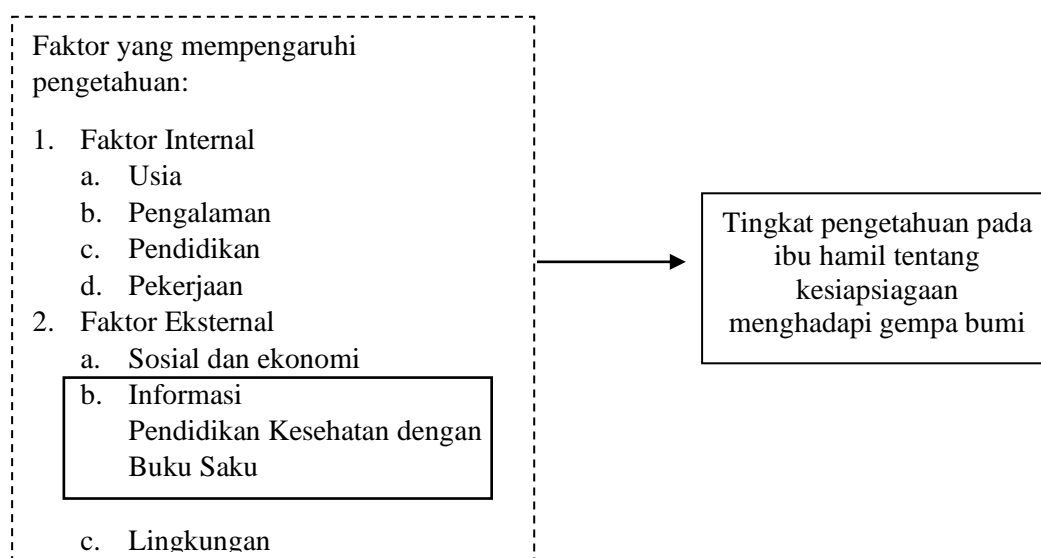 Faktor yang mempengaruhi
pengetahuan:
1. Faktor Internal
a. Usia
b. Pengalaman
c. Pendidikan
d. Pekerjaan
2. Faktor Eksternal
a. Sosial dan ekonomi
b. Informasi
Pendidikan Kesehatan dengan
Buku Saku
c. Lingkungan
Tingkat pengetahuan pada
ibu hamil tentang
kesiapsiagaan
menghadapi gempa bumi